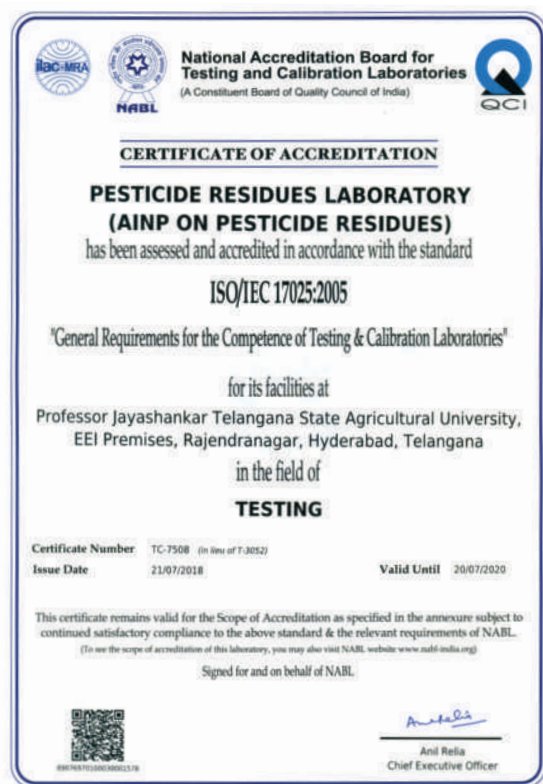 ilac-MRA
NABL
National Accreditation Board for
Testing and Calibration Laboratories
(A Constituent Board of Quality Council of India)
QCI
CERTIFICATE OF ACCREDITATION
PESTICIDE RESIDUES LABORATORY
(AINP ON PESTICIDE RESIDUES)
has been assessed and accredited in accordance with the standard
ISO/IEC 17025:2005
"General Requirements for the Competence of Testing & Calibration Laboratories"
for its facilities at
Professor Jayashankar Telangana State Agricultural University,
EEI Premises, Rajendranagar, Hyderabad, Telangana
in the field of
TESTING
Certificate Number TC-7508 (in lieu of T-3052)
Issue Date 21/07/2018 Valid Until 20/07/2020
This certificate remains valid for the Scope of Accreditation as specified in the annexure subject to
continued satisfactory compliance to the above standard & the relevant requirements of NABL.
(To see the scope of accreditation of this laboratory, you may also visit NABL website www.nabl-india.org)
Signed for and on behalf of NABL
Anil Relia
Chief Executive Officer